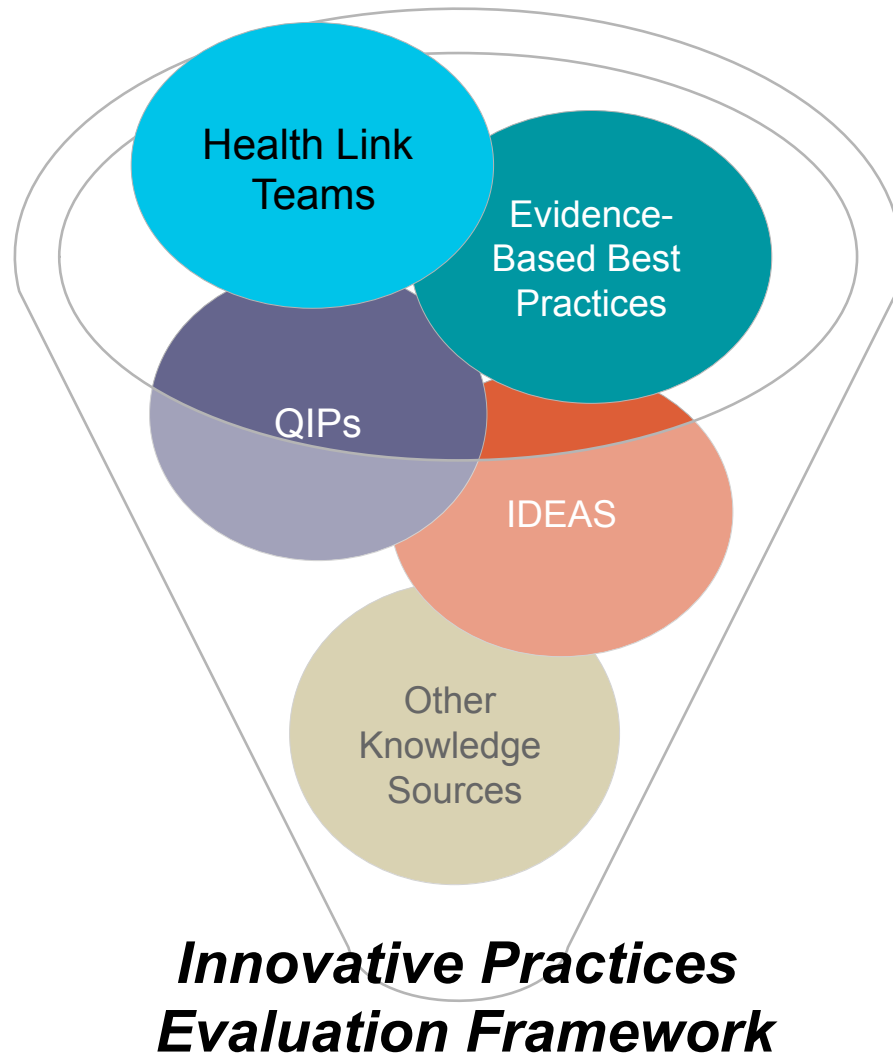 Health Link
Teams
Evidence-
Based Best
Practices
QIPs
IDEAS
Other
Knowledge
Sources
Innovative Practices
Evaluation Framework